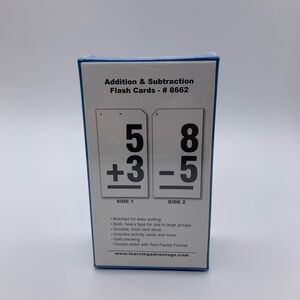 Addition & Subtraction
Flash Cards - # 8662
5
+3
8
-5
SIDE 1
SIDE 2
• Notched for easy sorting
• Bold, heavy type for use in large groups
• Durable, thick card stock
• Includes activity cards and more
• Self-checking
• Double-sided with Fact Family Format
www.learningadvantage.com